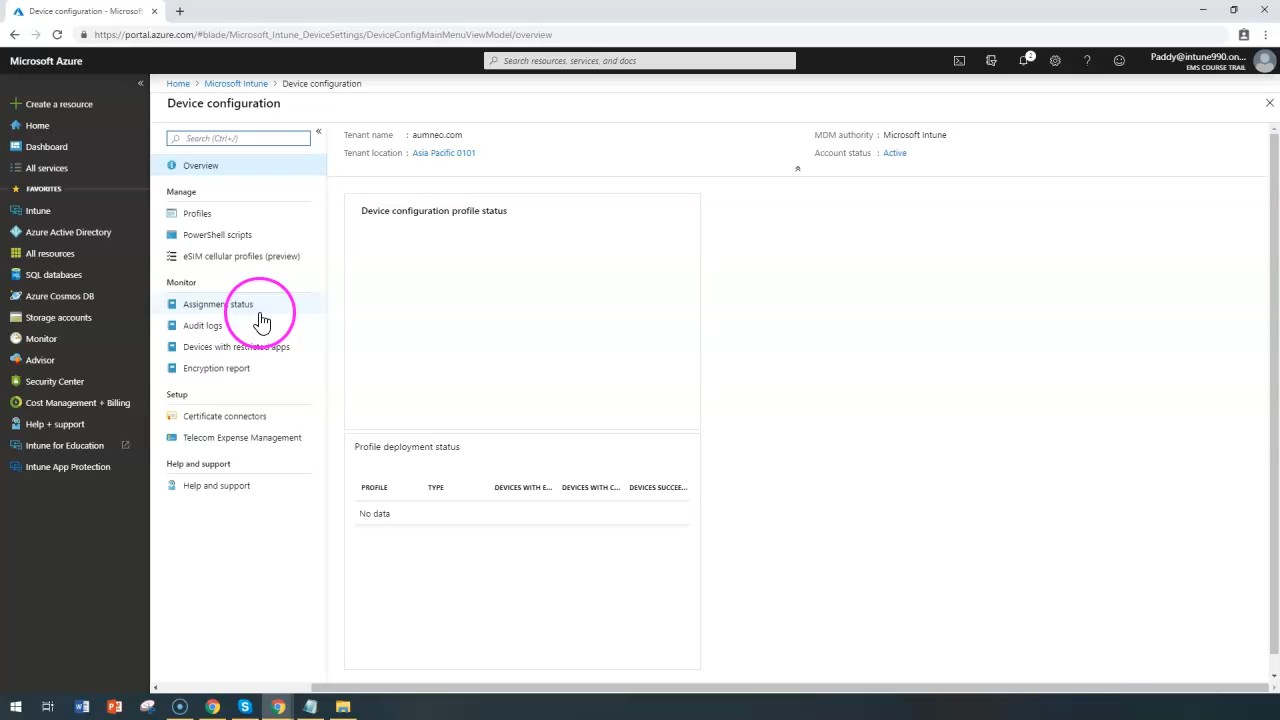 Device configuration - Microsof
https://portal.azure.com/#blade/Microsoft_Intune_DeviceSettings/DeviceConfigMainMenuViewModel/overview
Microsoft Azure
Search resources, services, and docs
2
Paddy@intune990.on...
EMS COURSE TRAIL
Create a resource
Home
Dashboard
All services
FAVORITES
Intune
Azure Active Directory
All resources
SQL databases
Azure Cosmos DB
Storage accounts
Monitor
Advisor
Security Center
Cost Management + Billing
Help + support
Intune for Education
Intune App Protection
Home
Microsoft Intune
Device configuration
Device configuration
Search (Ctrl+/)
Overview
Manage
Profiles
PowerShell scripts
eSIM cellular profiles (preview)
Monitor
Assignment status
Audit logs
Devices with restricted apps
Encryption report
Setup
Certificate connectors
Telecom Expense Management
Help and support
Help and support
Tenant name : aumneo.com
Tenant location : Asia Pacific 0101
MDM authority : Microsoft Intune
Account status : Active
Device configuration profile status
Profile deployment status
PROFILE TYPE DEVICES WITH E... DEVICES WITH C... DEVICES SUCCEE...
No data